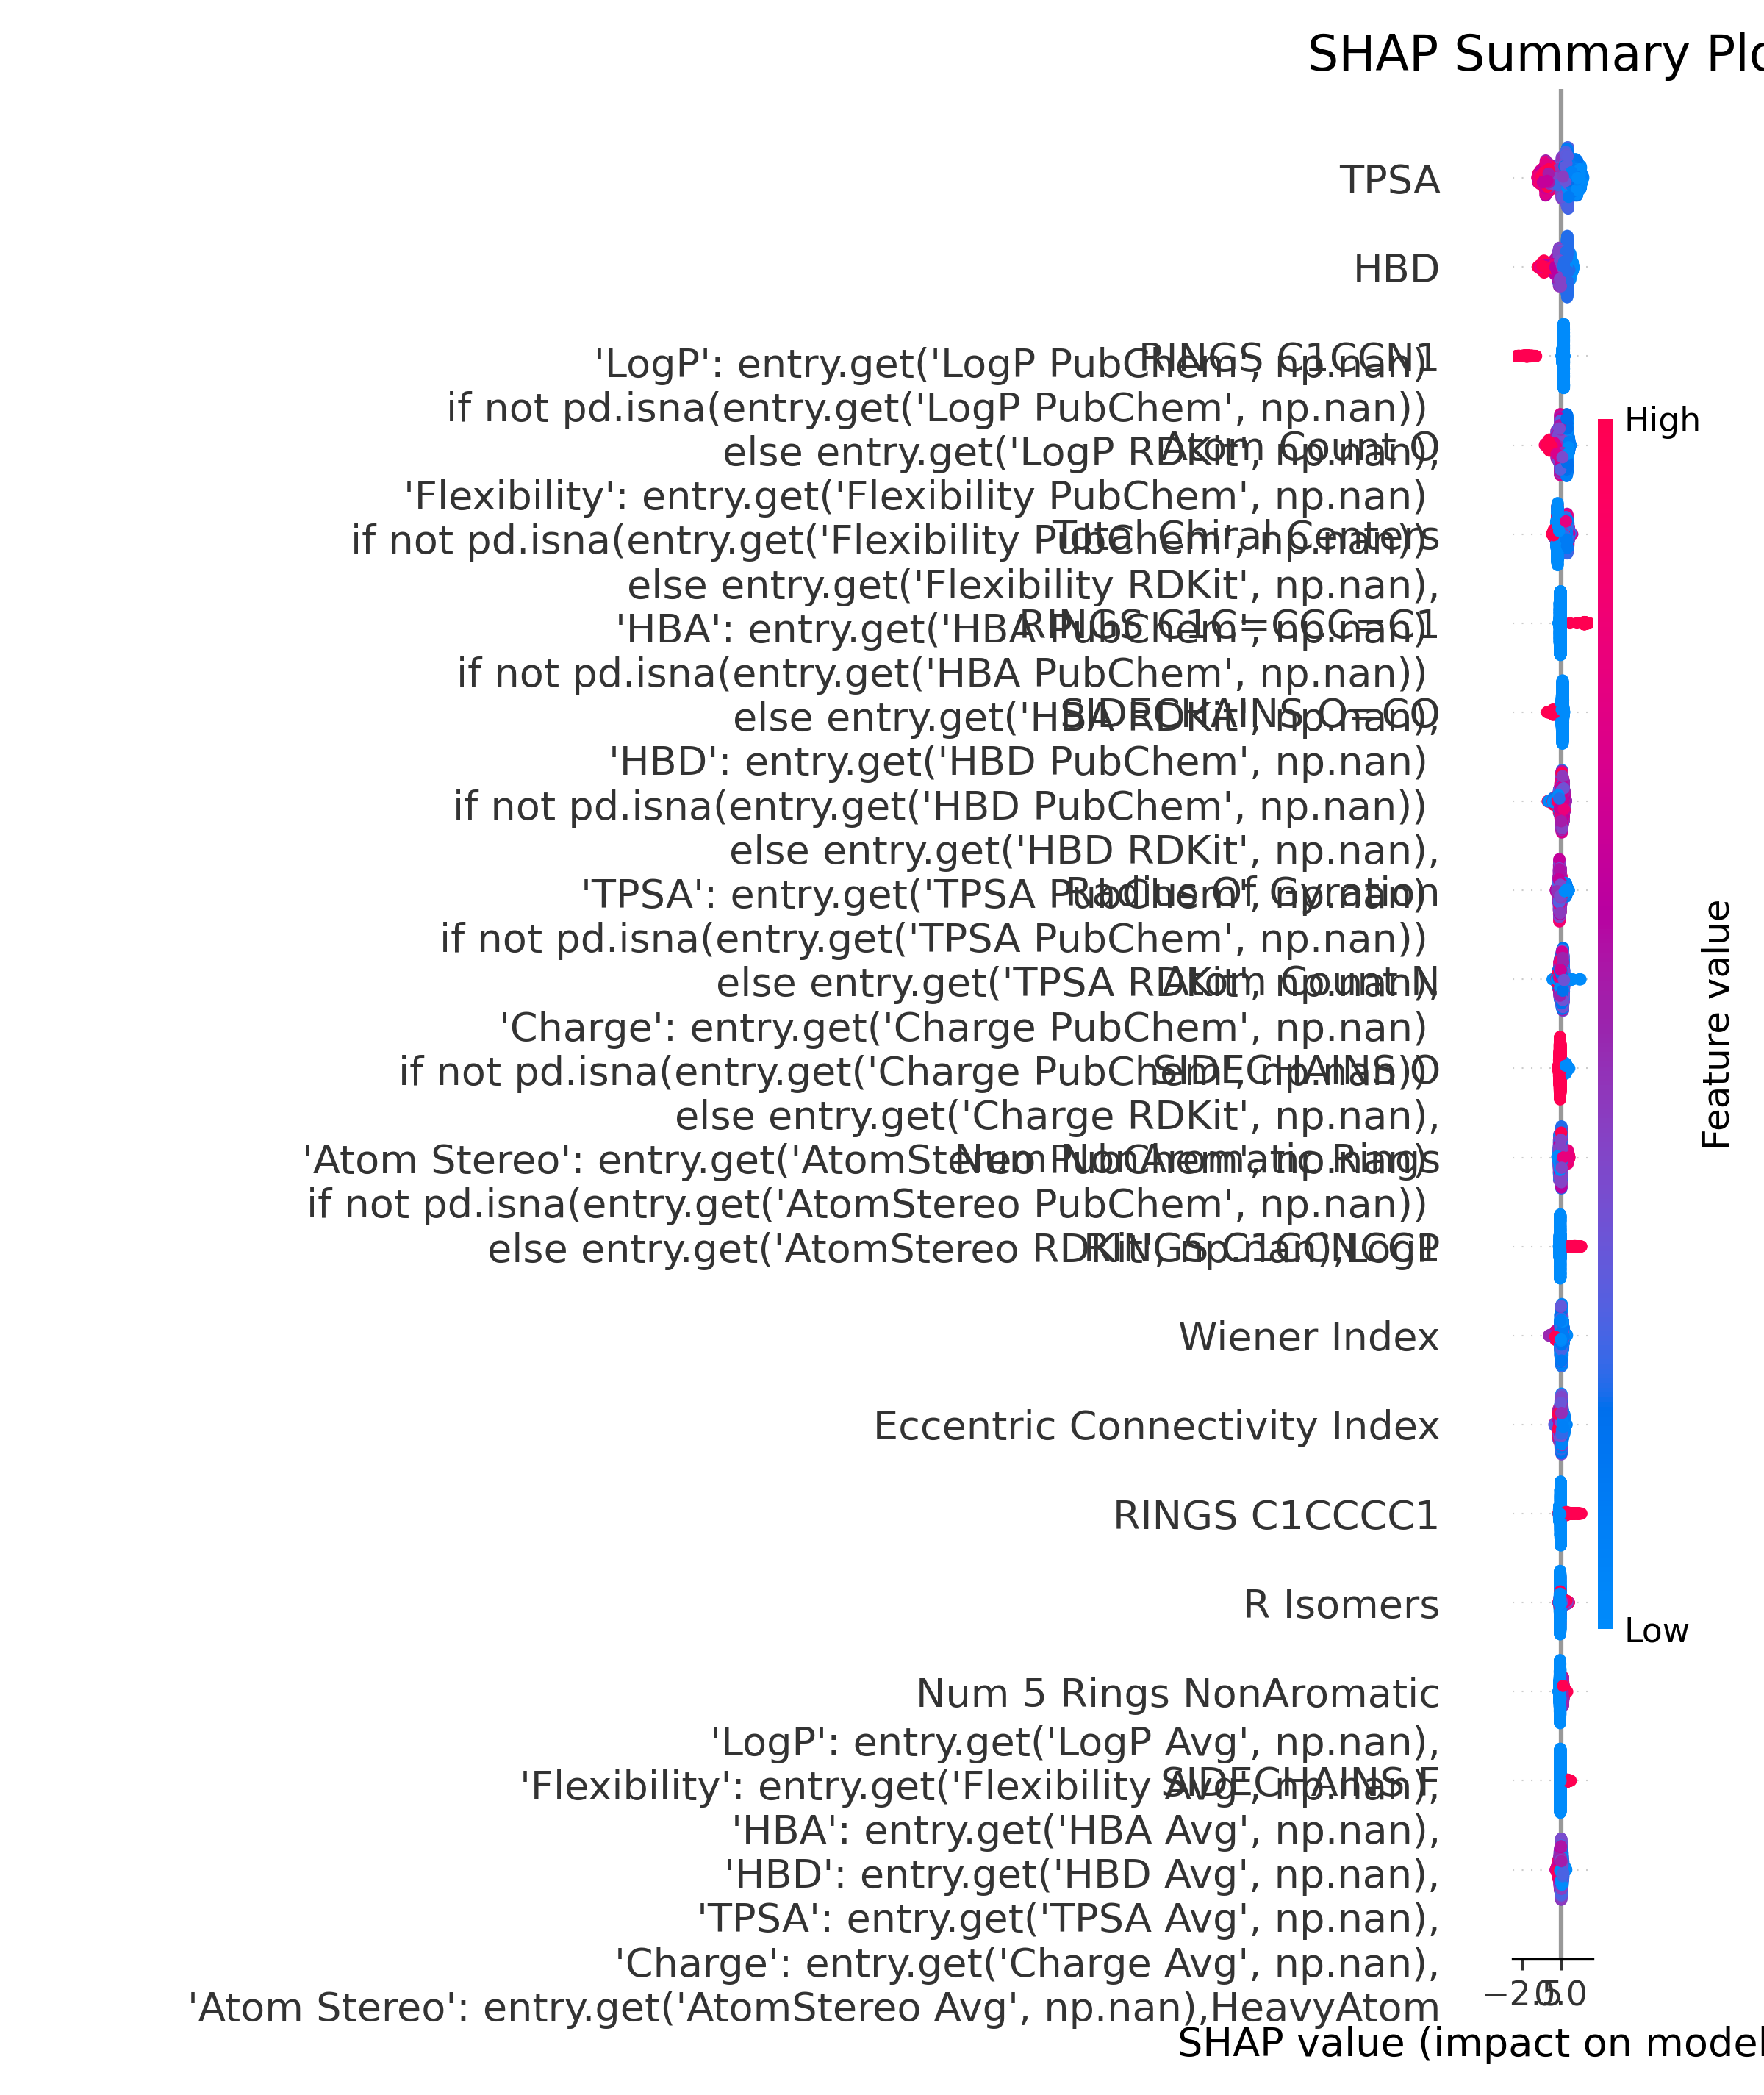 SHAP Summary Plo
TPSA
HBD
RINGS C1CCN1
'LogP': entry.get('LogP PubChem', np.nan)
if not pd.isna(entry.get('LogP PubChem', np.nan))
High
Atom Count O
else entry.get('LogP RDKit', np.nan),
'Flexibility': entry.get('Flexibility PubChem', np.nan)
Total Chiral Centers
if not pd.isna(entry.get('Flexibility PubChem', np.nan))
else entry.get('Flexibility RDKit', np.nan),
RINGS C1C=CCC=C1
'HBA': entry.get('HBA PubChem', np.nan)
if not pd.isna(entry.get('HBA PubChem', np.nan))
SIDECHAINS O=CO
else entry.get('HBA RDKit', np.nan),
'HBD': entry.get('HBD PubChem', np.nan)
if not pd.isna(entry.get('HBD PubChem', np.nan))
else entry.get('HBD RDKit', np.nan),
Radius Of Gyration
'TPSA': entry.get('TPSA PubChem', np.nan)
if not pd.isna(entry.get('TPSA PubChem', np.nan))
Atom Count N
else entry.get('TPSA RDKit', np.nan),
'Charge': entry.get('Charge PubChem', np.nan)
Feature value
SIDECHAINS O
if not pd.isna(entry.get('Charge PubChem', np.nan))
else entry.get('Charge RDKit', np.nan),
Num NonAromatic Rings
'Atom Stereo': entry.get('AtomStereo PubChem', np.nan)
if not pd.isna(entry.get('AtomStereo PubChem', np.nan))
RINGS C1CCNCC1
else entry.get('AtomStereo RDKit', np.nan),LogP
Wiener Index
Eccentric Connectivity Index
RINGS C1CCCC1
R Isomers
Low
Num 5 Rings NonAromatic
'LogP': entry.get('LogP Avg', np.nan),
SIDECHAINS F
'Flexibility': entry.get('Flexibility Avg', np.nan),
'HBA': entry.get('HBA Avg', np.nan),
'HBD': entry.get('HBD Avg', np.nan),
'TPSA': entry.get('TPSA Avg', np.nan),
'Charge': entry.get('Charge Avg', np.nan),
'Atom Stereo': entry.get('AtomStereo Avg', np.nan),HeavyAtom
−2.5 0.0
SHAP value (impact on model